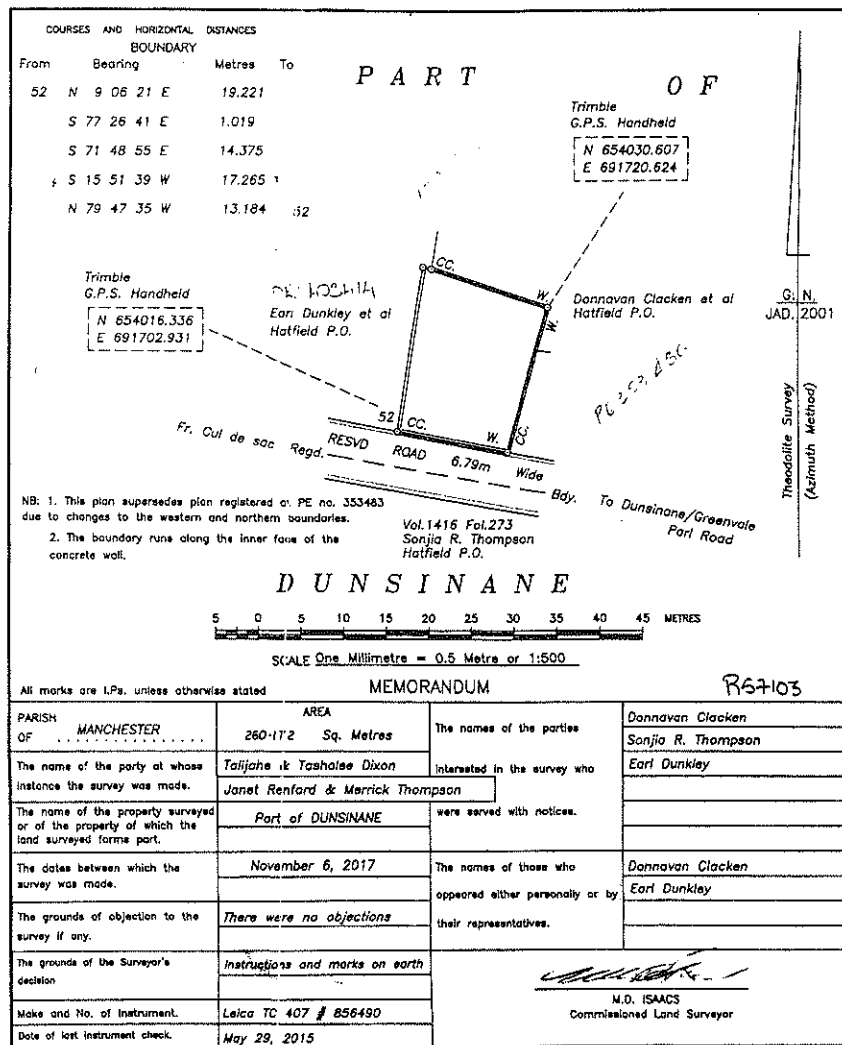 COURSES AND HORIZONTAL DISTANCES
BOUNDARY
From Bearing Metres To
52 N 9 06 21 E 19.221
S 77 26 41 E 1.019
S 71 48 55 E 14.375
S 15 51 39 W 17.265
N 79 47 35 W 13.184 52
PART OF
Trimble
G.P.S. Handheld
N 654030.607
E 691720.624
Trimble
G.P.S. Handheld
N 654016.336
E 691702.931
CC.
W.
W.
Earl Dunkley et al
Hatfield P.O.
Donnavan Clacken et al
Hatfield P.O.
G. N.
JAD. 2001
Theodolite Survey
(Azimuth Method)
52 CC.
W.
CC.
Fr. Cul de sac Regd. RESVD ROAD 6.79m Wide
Bdy. To Dunsinane/Greenvale
Parl Road
NB: 1. This plan supersedes plan registered at PE no. 353483
due to changes to the western and northern boundaries.
2. The boundary runs along the inner face of the
concrete wall.
Vol.1416 Fol.273
Sonjia R. Thompson
Hatfield P.O.
DUNSINANE
5 0 5 10 15 20 25 30 35 40 45 METRES
SCALE One Millimetre = 0.5 Metre or 1:500
All marks are I.Ps. unless otherwise stated
MEMORANDUM
PARISH
OF MANCHESTER
AREA
Sq. Metres
The names of the parties
interested in the survey who
were served with notices.
Donnavan Clacken
Sonjia R. Thompson
Earl Dunkley
The name of the party at whose
instance the survey was made.
Talijahe & Tashalee Dixon
Janet Renford & Merrick Thompson
The name of the property surveyed
or of the property of which the
land surveyed forms part.
Part of DUNSINANE
The dates between which the
survey was made.
November 6, 2017
The names of those who
appeared either personally or by
their representatives.
Donnavan Clacken
Earl Dunkley
The grounds of objection to the
survey if any.
There were no objections
The grounds of the Surveyor's
decision
Instructions and marks on earth
Make and No. of Instrument.
Leica TC 407 # 856490
Date of last instrument check.
May 29, 2015
M.D. ISAACS
Commissioned Land Surveyor